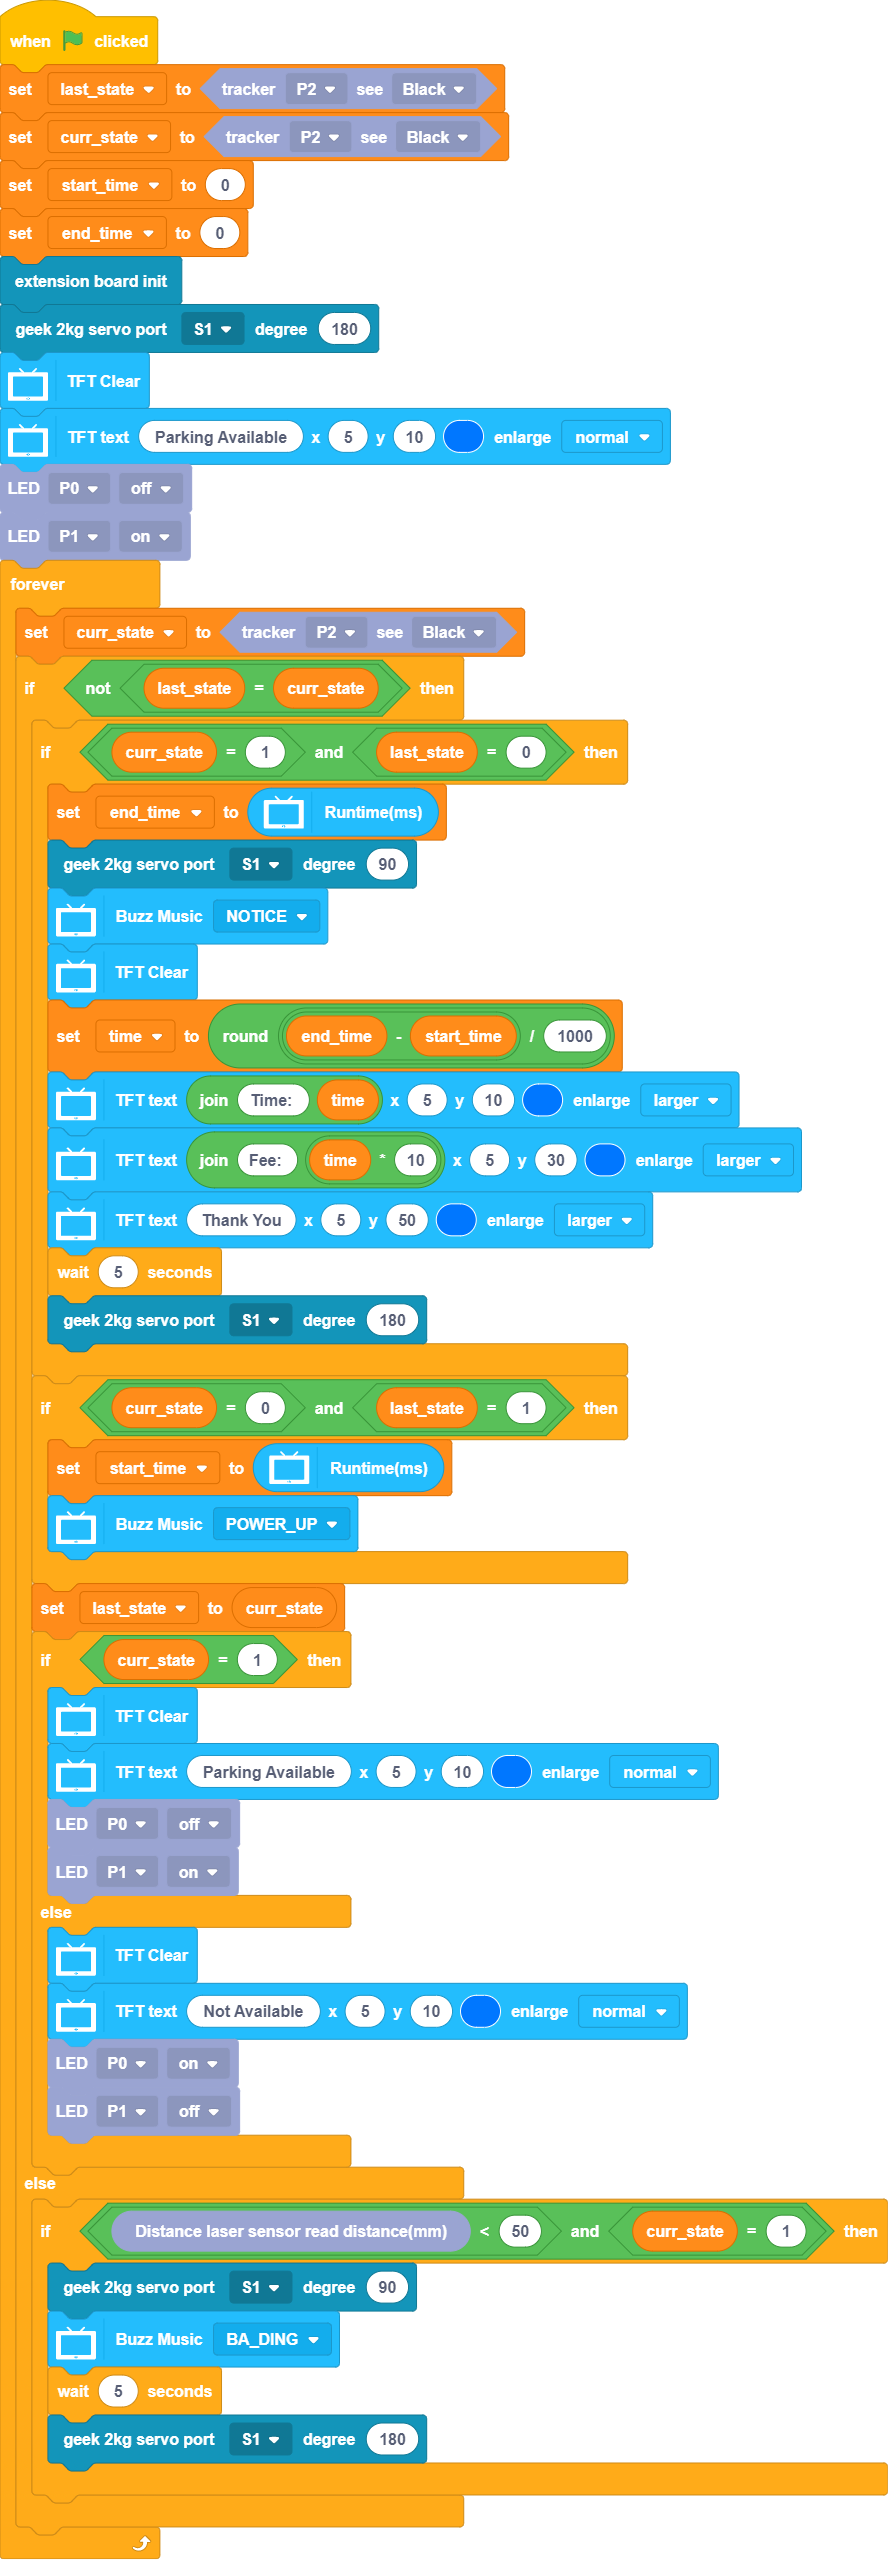 when clicked
set last_state to tracker P2 see Black
set curr_state to tracker P2 see Black
set start_time to 0
set end_time to 0
extension board init
geek 2kg servo port S1 degree 180
TFT Clear
TFT text Parking Available x 5 y 10 enlarge normal
LED P0 off
LED P1 on
forever
set curr_state to tracker P2 see Black
if not last_state = curr_state then
if curr_state = 1 and last_state = 0 then
set end_time to Runtime(ms)
geek 2kg servo port S1 degree 90
Buzz Music NOTICE
TFT Clear
set time to round end_time - start_time / 1000
TFT text join Time: time x 5 y 10 enlarge larger
TFT text join Fee: time * 10 x 5 y 30 enlarge larger
TFT text Thank You x 5 y 50 enlarge larger
wait 5 seconds
geek 2kg servo port S1 degree 180
if curr_state = 0 and last_state = 1 then
set start_time to Runtime(ms)
Buzz Music POWER_UP
set last_state to curr_state
if curr_state = 1 then
TFT Clear
TFT text Parking Available x 5 y 10 enlarge normal
LED P0 off
LED P1 on
else
TFT Clear
TFT text Not Available x 5 y 10 enlarge normal
LED P0 on
LED P1 off
else
if Distance laser sensor read distance(mm) < 50 and curr_state = 1 then
geek 2kg servo port S1 degree 90
Buzz Music BA_DING
wait 5 seconds
geek 2kg servo port S1 degree 180